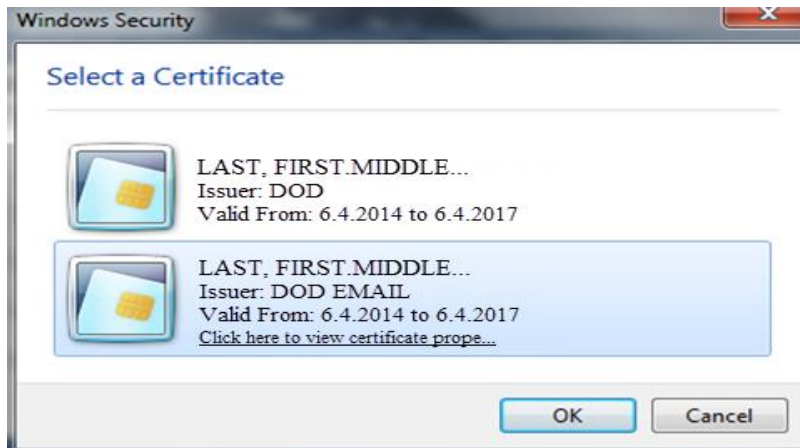 Windows Security
Select a Certificate
LAST, FIRST.MIDDLE...
Issuer: DOD
Valid From: 6.4.2014 to 6.4.2017
LAST, FIRST.MIDDLE...
Issuer: DOD EMAIL
Valid From: 6.4.2014 to 6.4.2017
Click here to view certificate prope...
OK Cancel